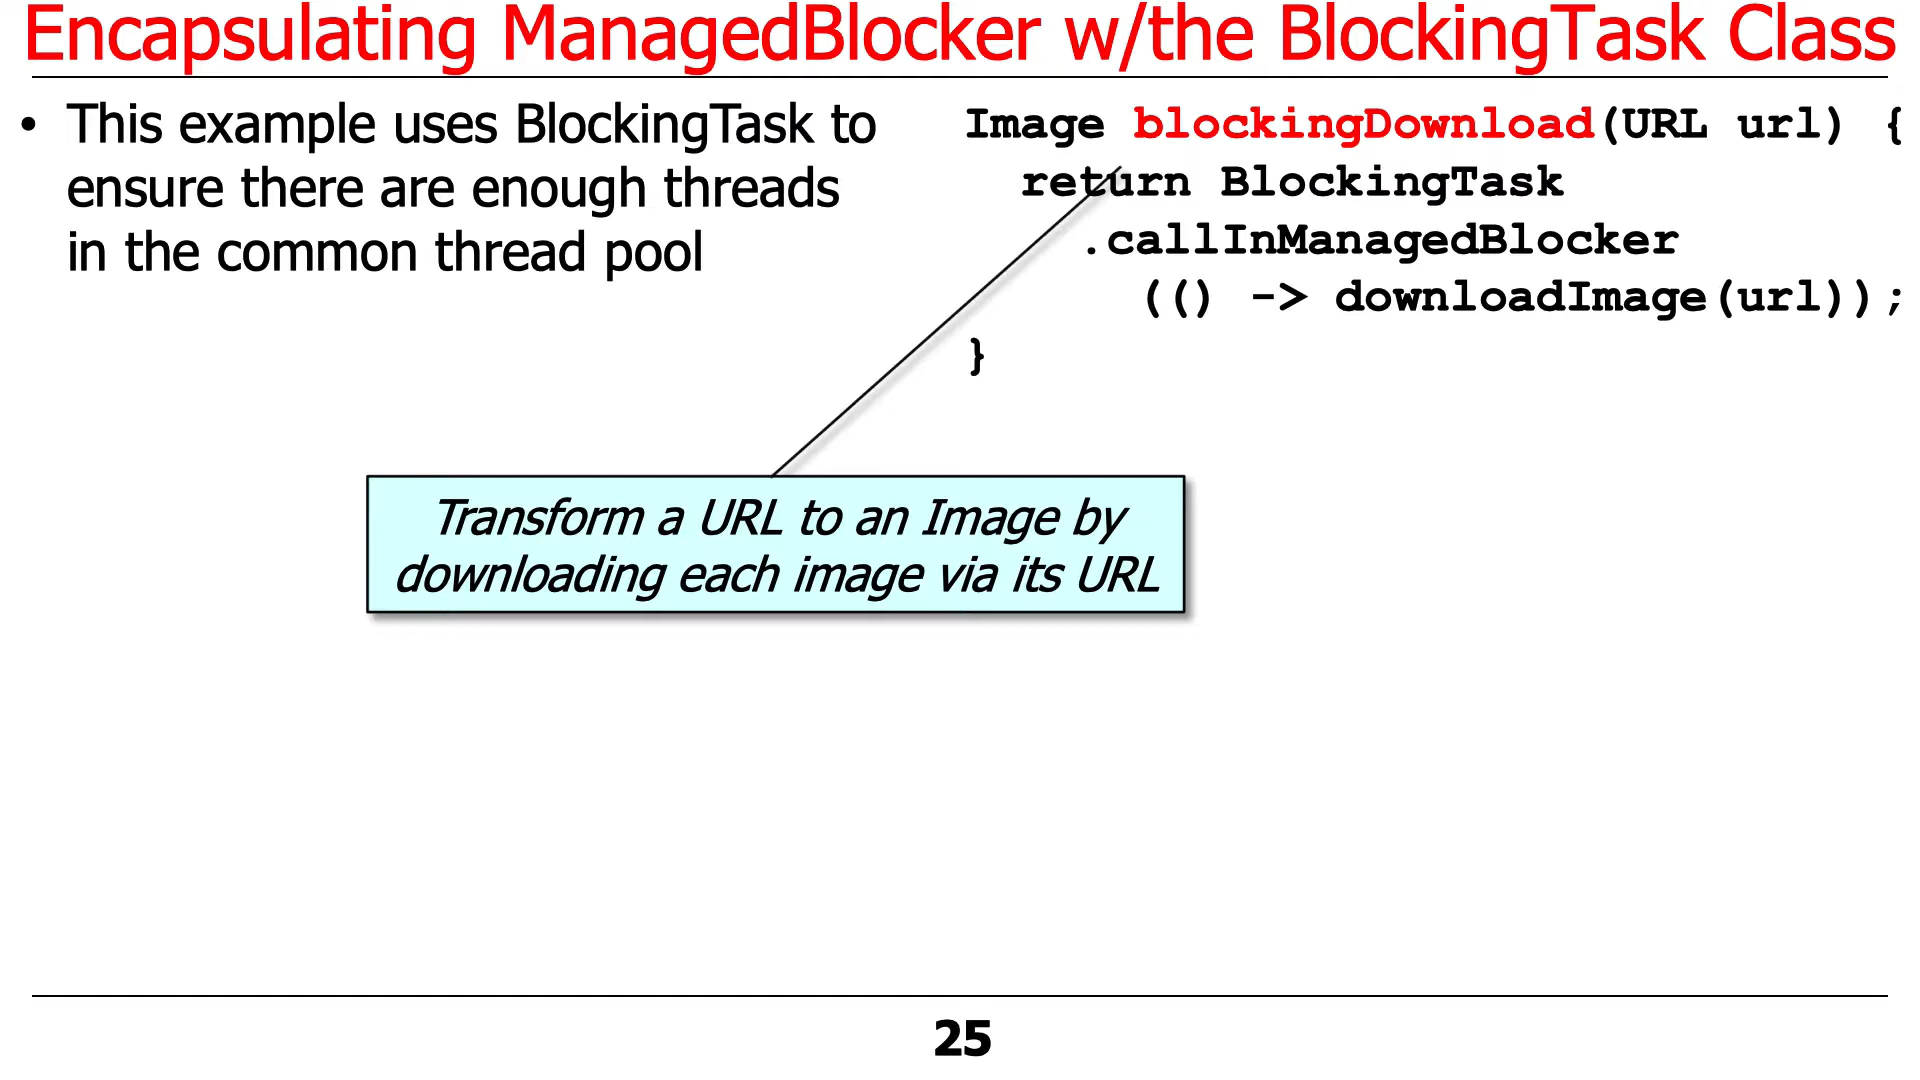 Encapsulating ManagedBlocker w/the BlockingTask Class
• This example uses BlockingTask to
ensure there are enough threads
in the common thread pool
Image blockingDownload(URL url) {
return BlockingTask
.callInManagedBlocker
(() -> downloadImage(url));
}
Transform a URL to an Image by
downloading each image via its URL
25